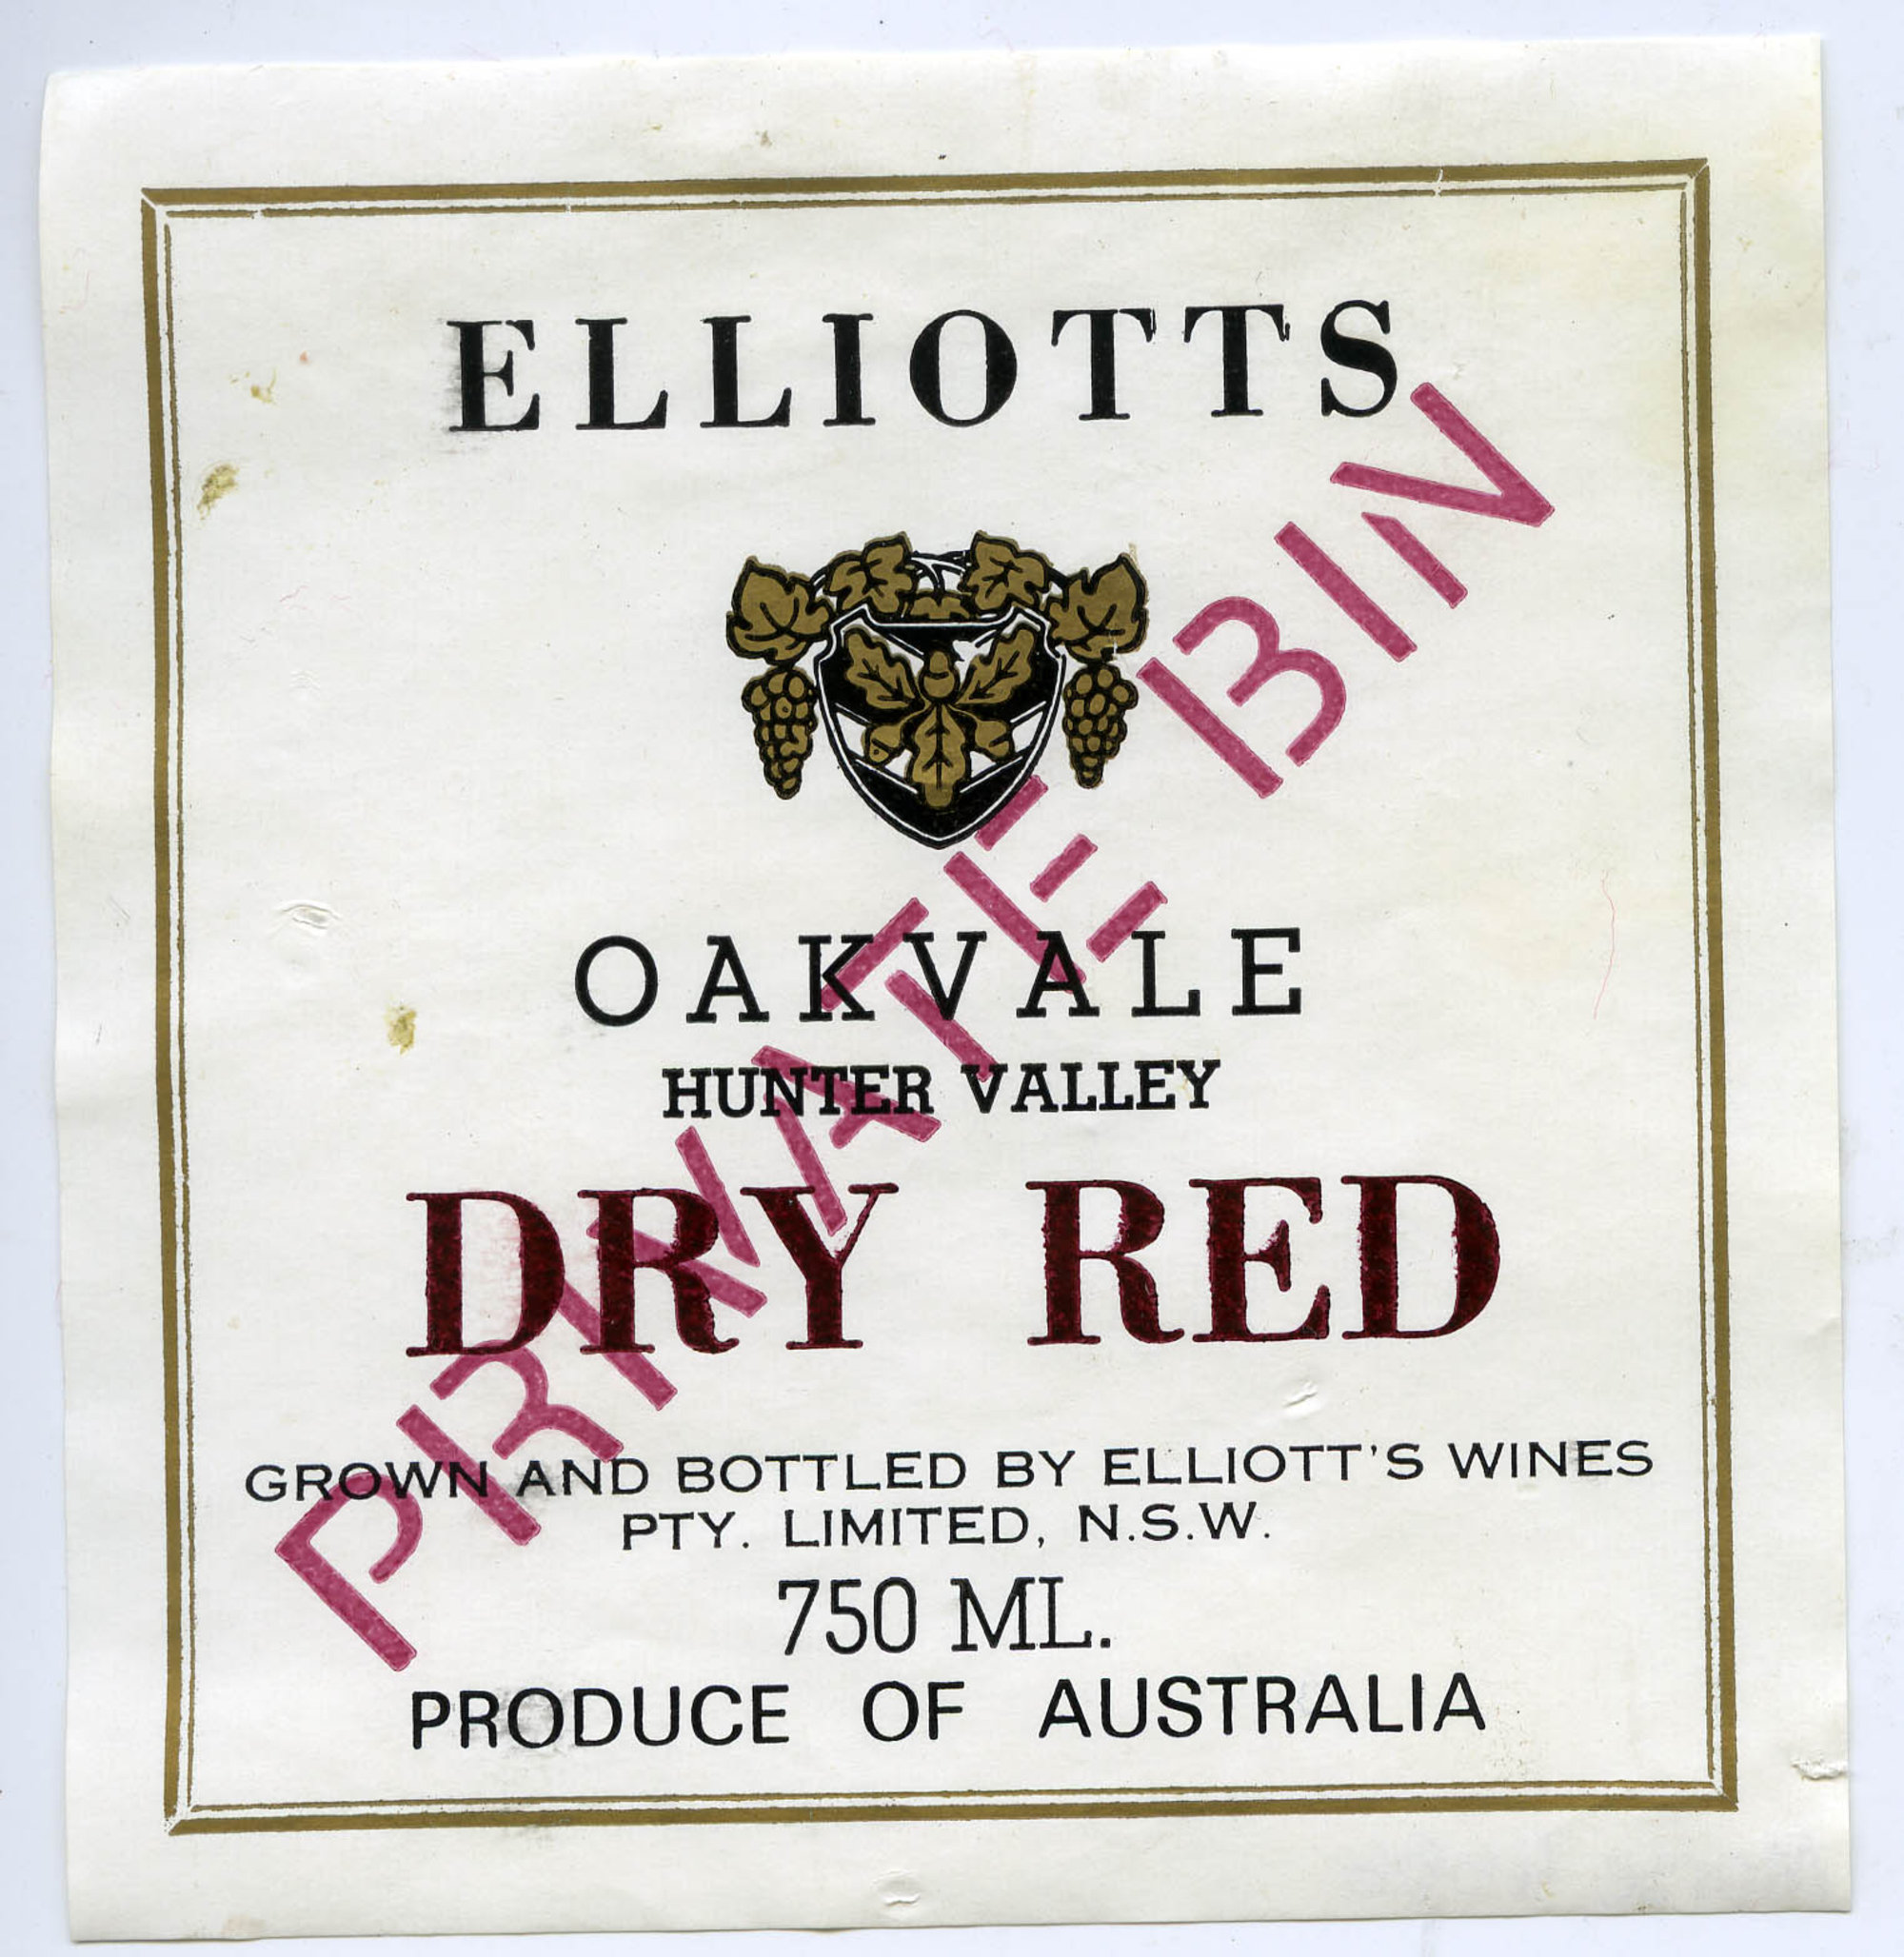 ELLIOTTS
PRIVATE BIN
OAKVALE
HUNTER VALLEY
DRY RED
GROWN AND BOTTLED BY ELLIOTT'S WINES
PTY. LIMITED, N.S.W.
750 ML.
PRODUCE OF AUSTRALIA